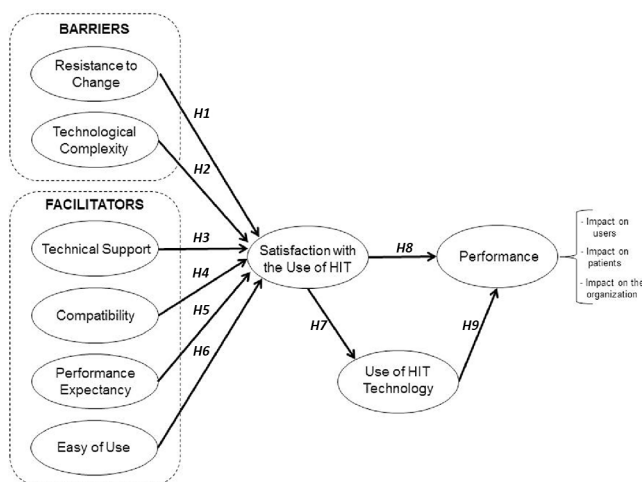 BARRIERS
Resistance to
Change
Technological
Complexity
H1
H2
FACILITATORS
Technical Support
Compatibility
Performance
Expectancy
Easy of Use
H3
H4
H5
H6
Satisfaction with
the Use of HIT
H8
H7
Performance
Use of HIT
Technology
H9
- Impact on
users
- Impact on
patients
- Impact on the
organization